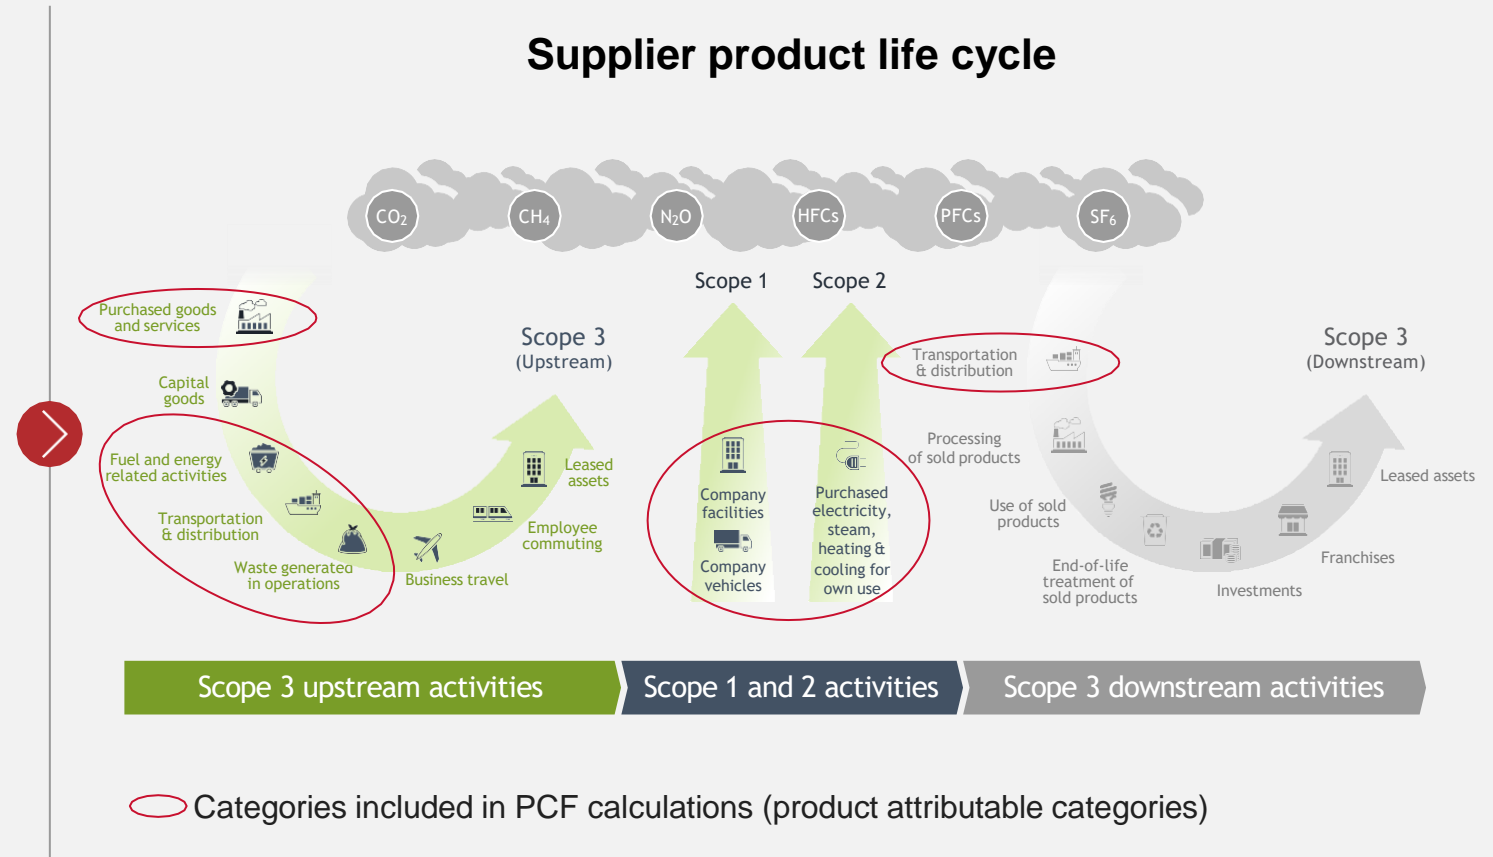 Supplier product life cycle
CO₂
CH₄
N₂O
HFCs
PFCs
SF₆
Purchased goods
and services
Capital
goods
Fuel and energy
related activities
Transportation
& distribution
Waste generated
in operations
Business travel
Employee
commuting
Leased
assets
Scope 3
(Upstream)
Scope 1
Company
facilities
Company
vehicles
Scope 2
Purchased
electricity,
steam,
heating &
cooling for
own use
Transportation
& distribution
Processing
of sold products
Use of sold
products
End-of-life
treatment of
sold products
Investments
Franchises
Leased assets
Scope 3
(Downstream)
Scope 3 upstream activities
Scope 1 and 2 activities
Scope 3 downstream activities
Categories included in PCF calculations (product attributable categories)